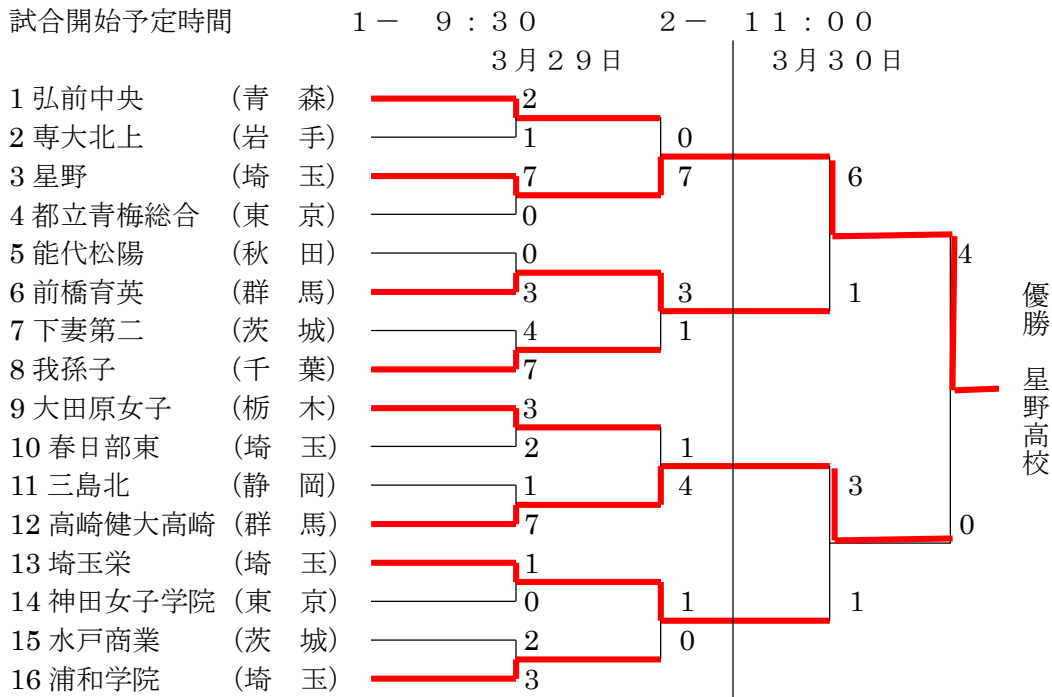 試合開始予定時間 1－ 9：30 2－ 11：00
3月29日 3月30日
1 弘前中央 (青 森) 2
2 専大北上 (岩 手) 1 0
3 星野 (埼 玉) 7 7 6
4 都立青梅総合 (東 京) 0
5 能代松陽 (秋 田) 0 4
6 前橋育英 (群 馬) 3 3 1
7 下妻第二 (茨 城) 4 1
8 我孫子 (千 葉) 7
9 大田原女子 (栃 木) 3
10 春日部東 (埼 玉) 2 1
11 三島北 (静 岡) 1 4 3
12 高崎健大高崎 (群 馬) 7 0
13 埼玉栄 (埼 玉) 1
14 神田女子学院 (東 京) 0 1 1
15 水戸商業 (茨 城) 2 0
16 浦和学院 (埼 玉) 3
優勝 星野高校